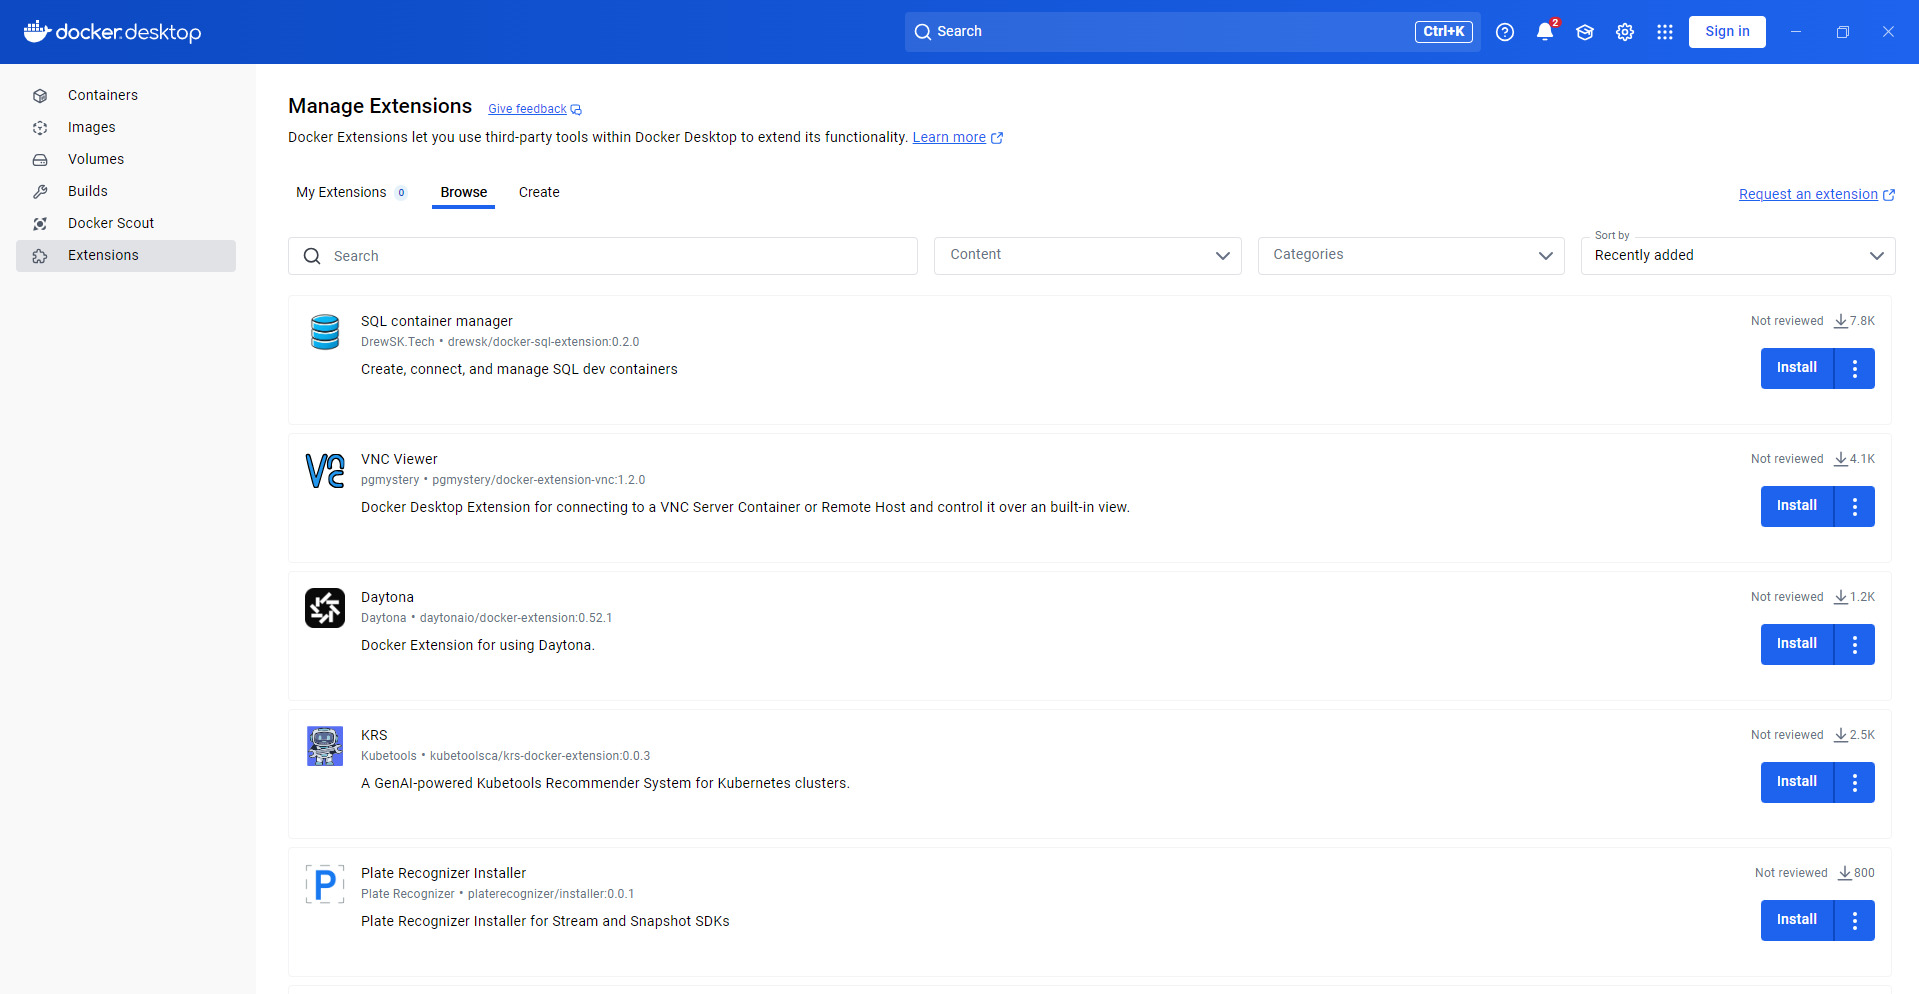 docker.desktop
Search Ctrl+K 2 Sign in
Containers
Images
Volumes
Builds
Docker Scout
Extensions
Manage Extensions Give feedback
Docker Extensions let you use third-party tools within Docker Desktop to extend its functionality. Learn more
My Extensions 0 Browse Create Request an extension
Search Content Categories Sort by
Recently added
SQL container manager Not reviewed 7.8K
DrewSK.Tech • drewsk/docker-sql-extension:0.2.0
Create, connect, and manage SQL dev containers Install
VNC Viewer Not reviewed 4.1K
pgmystery • pgmystery/docker-extension-vnc:1.2.0
Docker Desktop Extension for connecting to a VNC Server Container or Remote Host and control it over an built-in view. Install
Daytona Not reviewed 1.2K
Daytona • daytonaio/docker-extension:0.52.1
Docker Extension for using Daytona. Install
KRS Not reviewed 2.5K
Kubetools • kubetoolsca/krs-docker-extension:0.0.3
A GenAI-powered Kubetools Recommender System for Kubernetes clusters. Install
Plate Recognizer Installer Not reviewed 800
Plate Recognizer • platerecognizer/installer:0.0.1
Plate Recognizer Installer for Stream and Snapshot SDKs Install